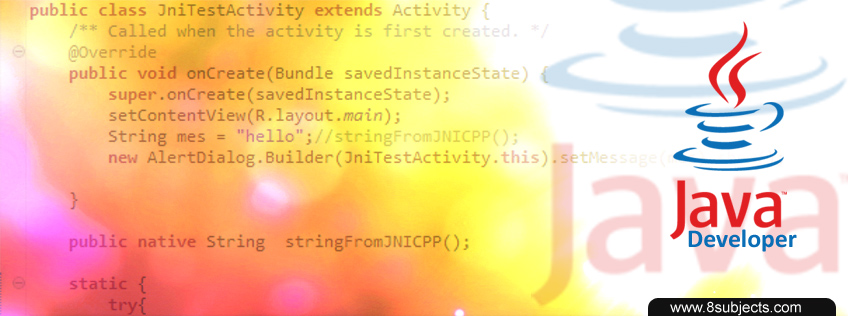 public class JniTestActivity extends Activity {
/** Called when the activity is first created. */
@Override
public void onCreate(Bundle savedInstanceState) {
super.onCreate(savedInstanceState);
setContentView(R.layout.main);
String mes = "hello";//stringFromJNICPP();
new AlertDialog.Builder(JniTestActivity.this).setMessage(
}
public native String stringFromJNICPP();
static {
try{
Java
Java™
Developer
www.8subjects.com